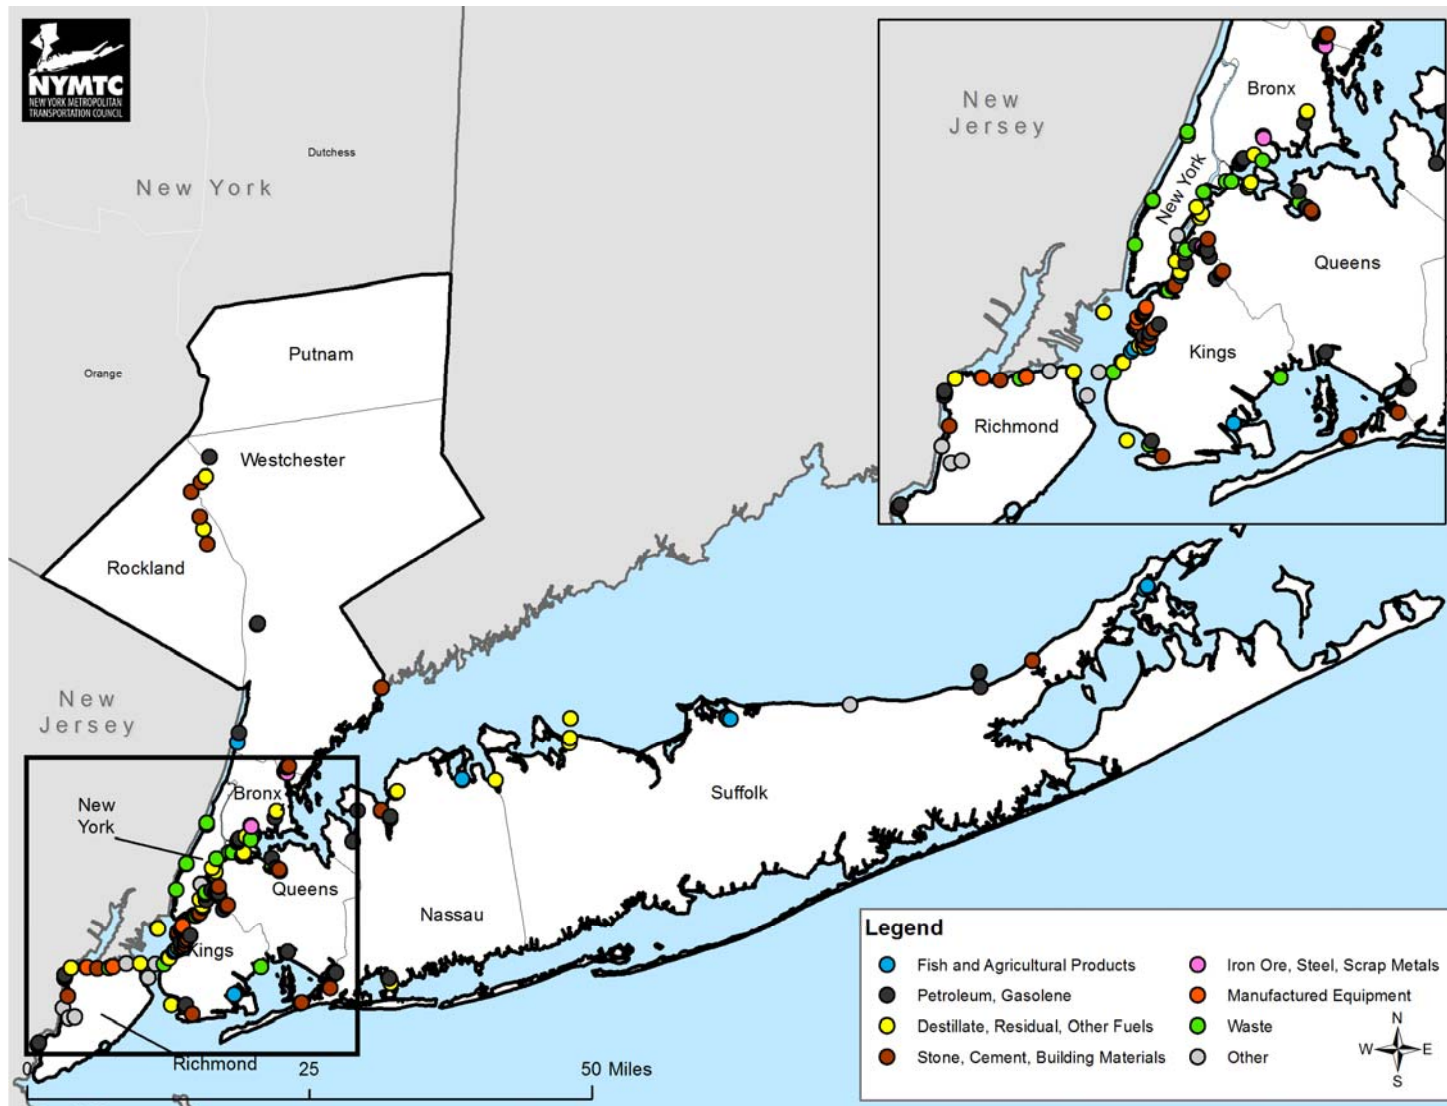 NYMTC
NEW YORK METROPOLITAN
TRANSPORTATION COUNCIL
New York
Dutchess
Orange
Putnam
Westchester
Rockland
New
Jersey
New
York
Bronx
Queens
Kings
Richmond
Nassau
Suffolk
0 25 50 Miles
New
Jersey
Bronx
New York
Queens
Kings
Richmond
Legend
Fish and Agricultural Products
Petroleum, Gasolene
Destillate, Residual, Other Fuels
Stone, Cement, Building Materials
Iron Ore, Steel, Scrap Metals
Manufactured Equipment
Waste
Other
N
W E
S